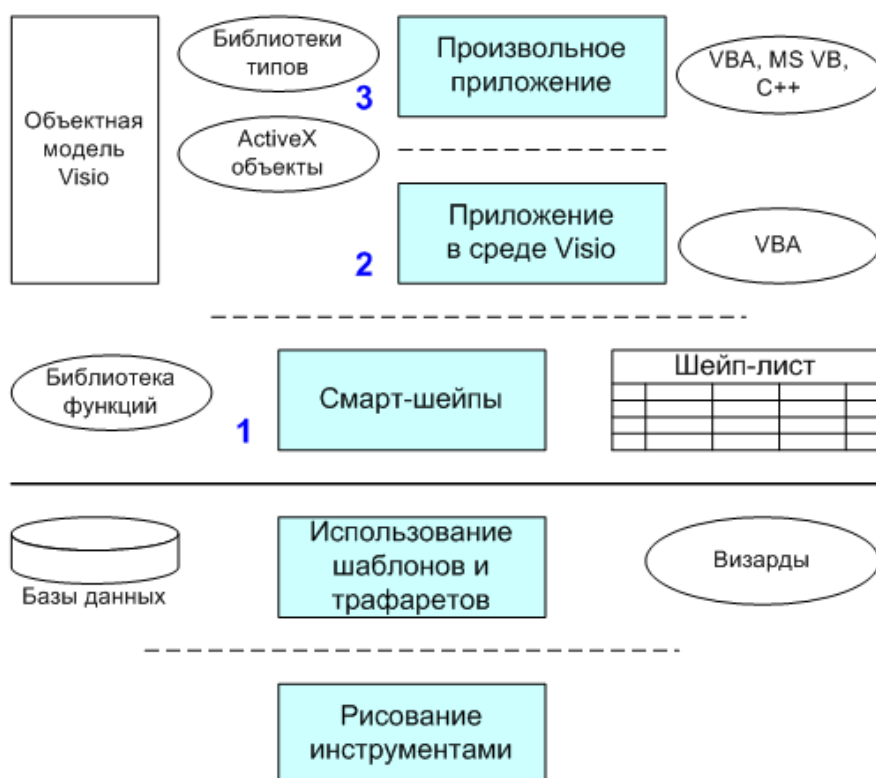 Объектная
модель
Visio
Библиотеки
типов
3
ActiveX
объекты
Произвольное
приложение
VBA, MS VB,
C++
2
Приложение
в среде Visio
VBA
Библиотека
функций
1
Смарт-шейпы
Шейп-лист
Базы данных
Использование
шаблонов и
трафаретов
Визарды
Рисование
инструментами